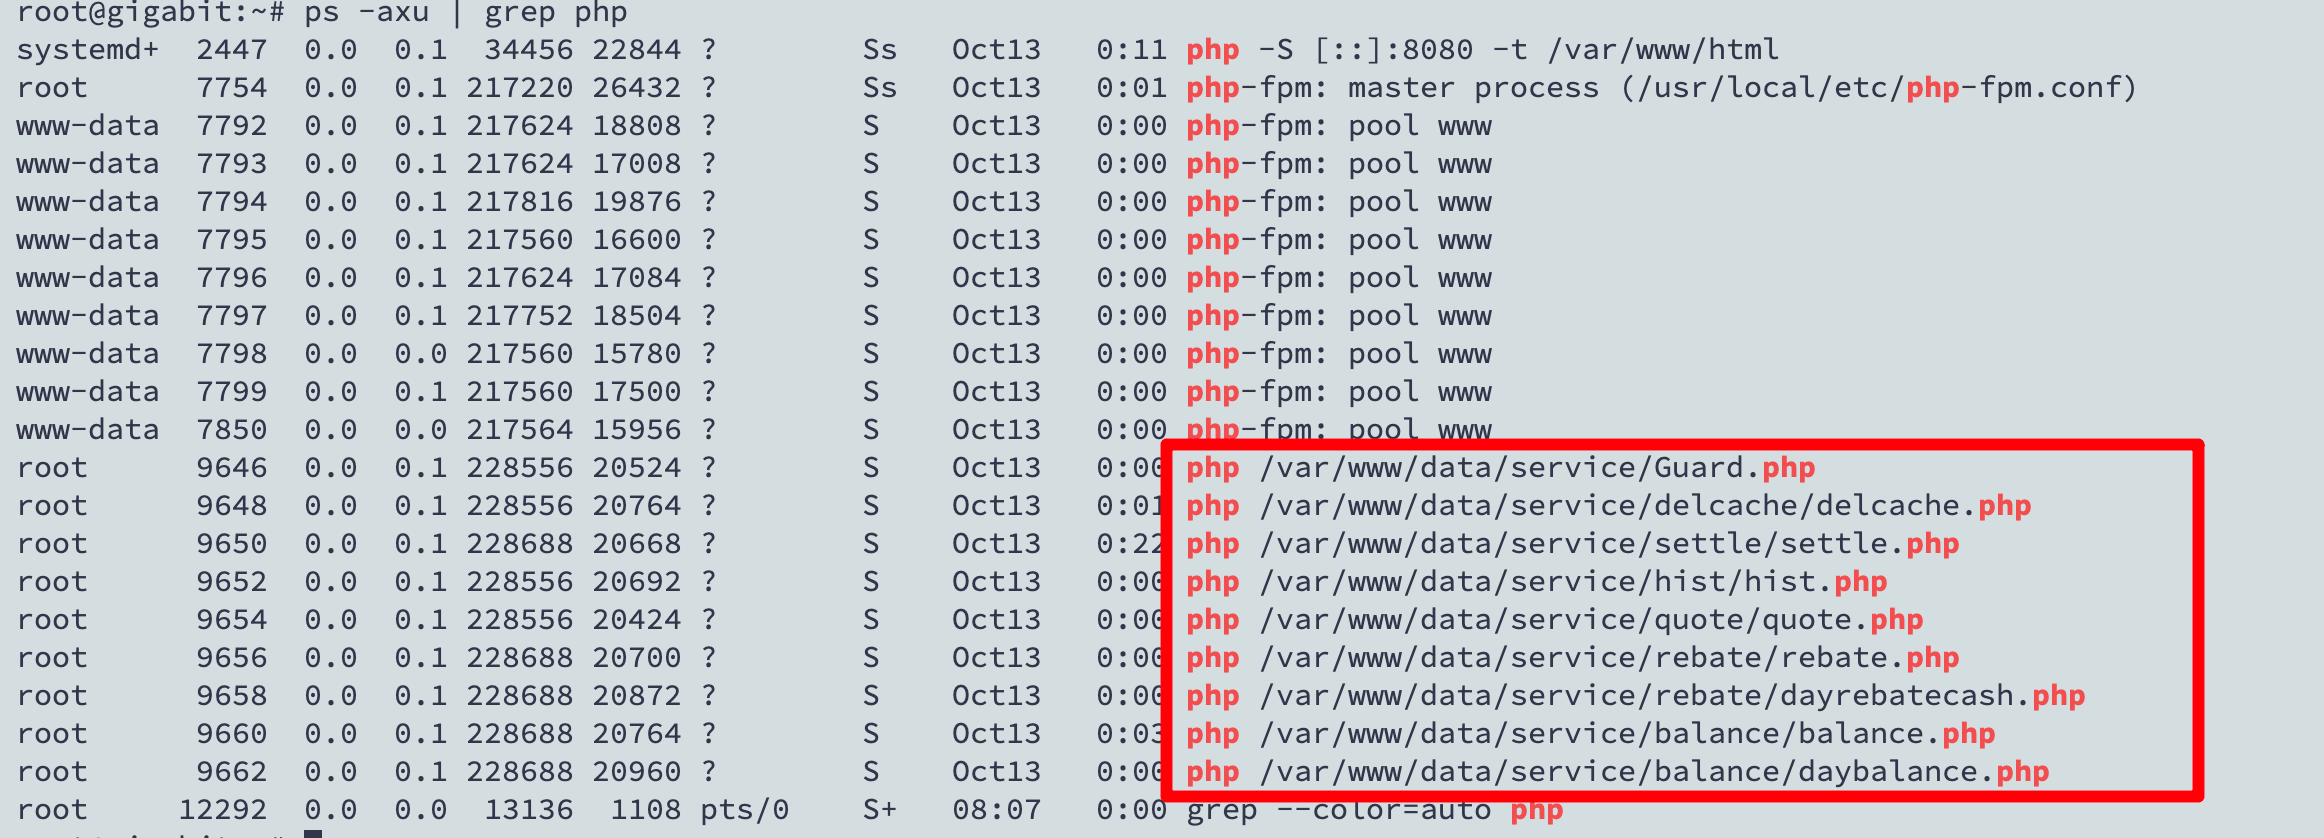 root@gigabit:~# ps -axu | grep php
systemd+  2447  0.0  0.1  34456 22844 ?        Ss   Oct13   0:11 php -S [::]:8080 -t /var/www/html
root      7754  0.0  0.1 217220 26432 ?        Ss   Oct13   0:01 php-fpm: master process (/usr/local/etc/php-fpm.conf)
www-data  7792  0.0  0.1 217624 18808 ?        S    Oct13   0:00 php-fpm: pool www
www-data  7793  0.0  0.1 217624 17008 ?        S    Oct13   0:00 php-fpm: pool www
www-data  7794  0.0  0.1 217816 19876 ?        S    Oct13   0:00 php-fpm: pool www
www-data  7795  0.0  0.1 217560 16600 ?        S    Oct13   0:00 php-fpm: pool www
www-data  7796  0.0  0.1 217624 17084 ?        S    Oct13   0:00 php-fpm: pool www
www-data  7797  0.0  0.1 217752 18504 ?        S    Oct13   0:00 php-fpm: pool www
www-data  7798  0.0  0.0 217560 15780 ?        S    Oct13   0:00 php-fpm: pool www
www-data  7799  0.0  0.1 217560 17500 ?        S    Oct13   0:00 php-fpm: pool www
www-data  7850  0.0  0.0 217564 15956 ?        S    Oct13   0:00 php-fpm: pool www
root      9646  0.0  0.1 228556 20524 ?        S    Oct13   0:00 php /var/www/data/service/Guard.php
root      9648  0.0  0.1 228556 20764 ?        S    Oct13   0:01 php /var/www/data/service/delcache/delcache.php
root      9650  0.0  0.1 228688 20668 ?        S    Oct13   0:22 php /var/www/data/service/settle/settle.php
root      9652  0.0  0.1 228556 20692 ?        S    Oct13   0:00 php /var/www/data/service/hist/hist.php
root      9654  0.0  0.1 228556 20424 ?        S    Oct13   0:00 php /var/www/data/service/quote/quote.php
root      9656  0.0  0.1 228688 20700 ?        S    Oct13   0:00 php /var/www/data/service/rebate/rebate.php
root      9658  0.0  0.1 228688 20872 ?        S    Oct13   0:00 php /var/www/data/service/rebate/dayrebatecash.php
root      9660  0.0  0.1 228688 20764 ?        S    Oct13   0:03 php /var/www/data/service/balance/balance.php
root      9662  0.0  0.1 228688 20960 ?        S    Oct13   0:00 php /var/www/data/service/balance/daybalance.php
root     12292  0.0  0.0  13136  1108 pts/0    S+   08:07   0:00 grep --color=auto php